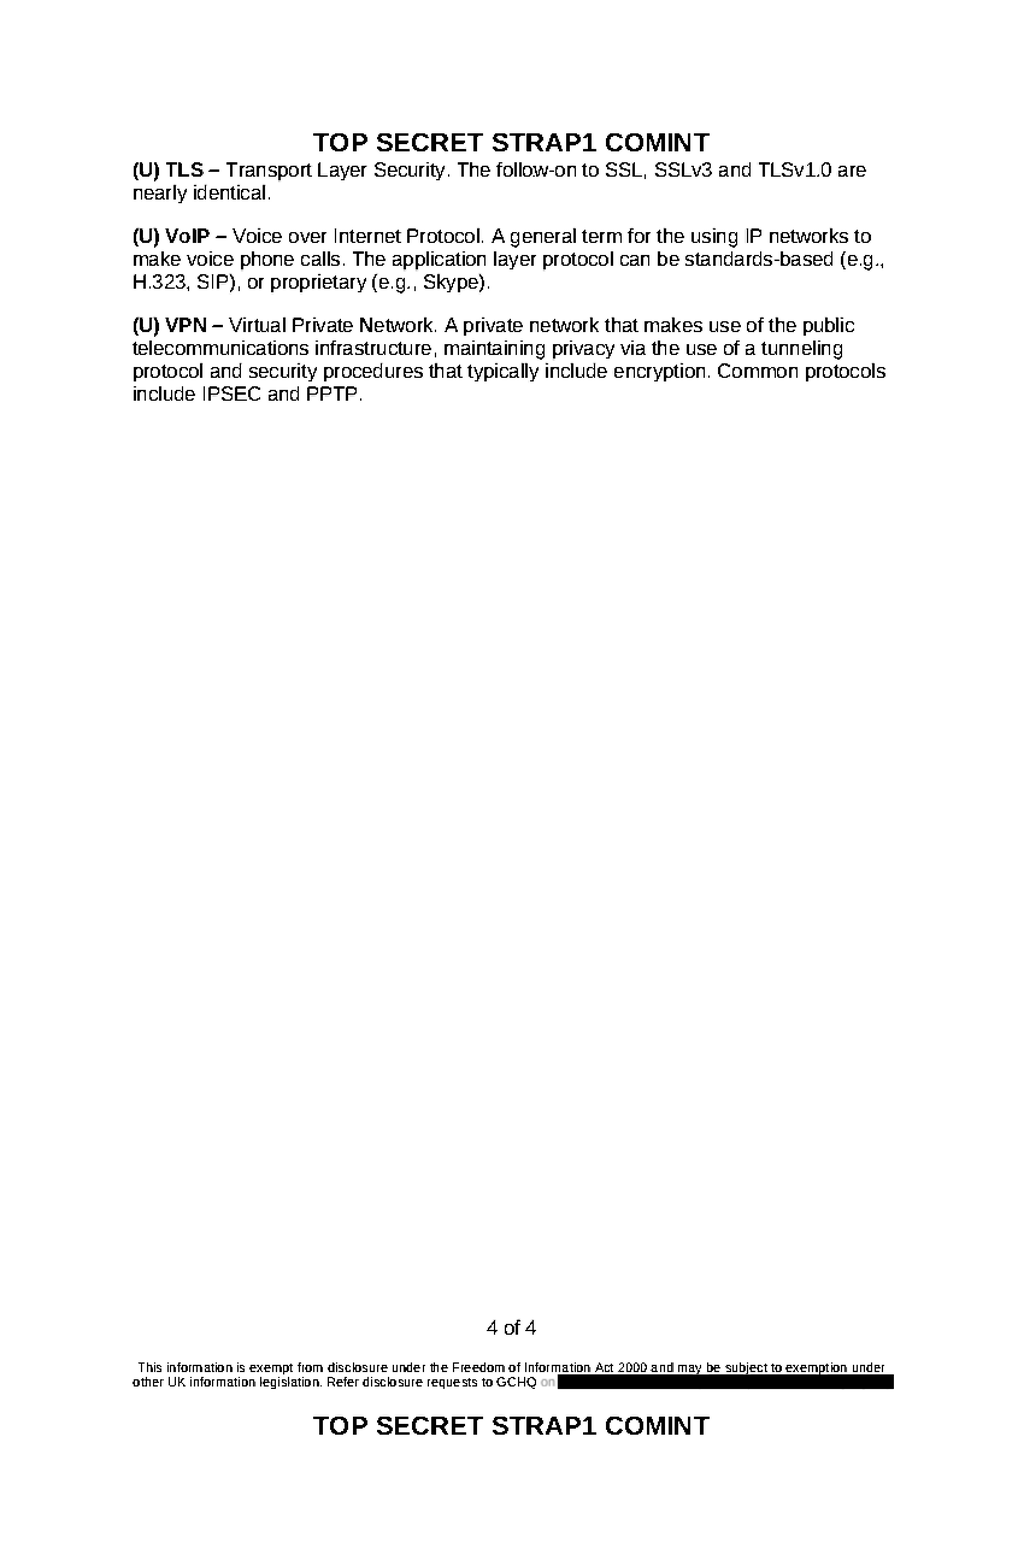 TOP SECRET STRAP1 COMINT
(U) TLS – Transport Layer Security. The follow-on to SSL, SSLv3 and TLSv1.0 are
nearly identical.
(U) VoIP – Voice over Internet Protocol. A general term for the using IP networks to
make voice phone calls. The application layer protocol can be standards-based (e.g.,
H.323, SIP), or proprietary (e.g., Skype).
(U) VPN – Virtual Private Network. A private network that makes use of the public
telecommunications infrastructure, maintaining privacy via the use of a tunneling
protocol and security procedures that typically include encryption. Common protocols
include IPSEC and PPTP.
4 of 4
This information is exempt from disclosure under the Freedom of Information Act 2000 and may be subject to exemption under
other UK information legislation. Refer disclosure requests to GCHQ on
TOP SECRET STRAP1 COMINT